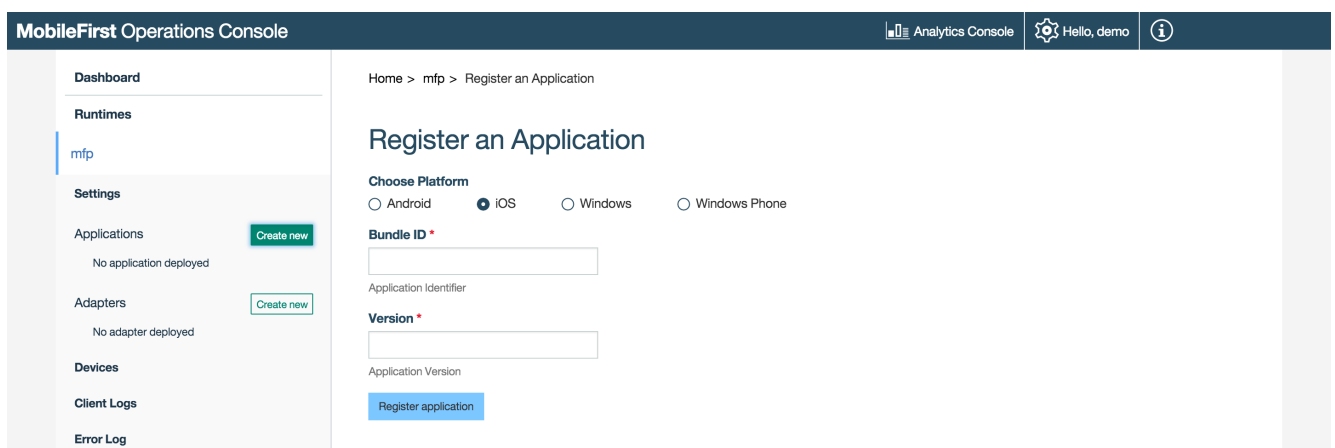 MobileFirst Operations Console
Analytics Console
Hello, demo
Dashboard
Runtimes
mfp
Settings
Applications
Create new
No application deployed
Adapters
Create new
No adapter deployed
Devices
Client Logs
Error Log
Home > mfp > Register an Application
Register an Application
Choose Platform
Android iOS Windows Windows Phone
Bundle ID *
Application Identifier
Version *
Application Version
Register application